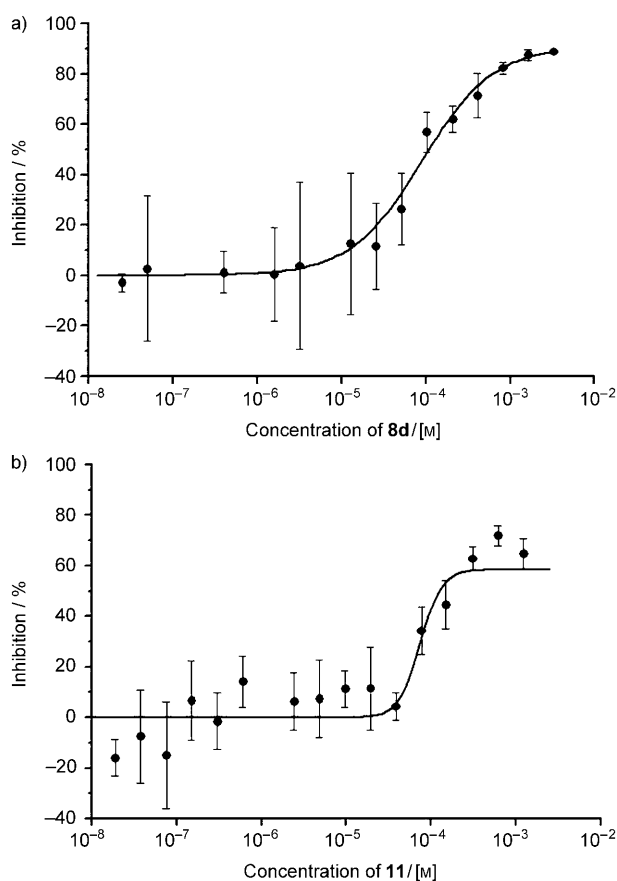 a)
100
80
60
40
20
0
–20
–40
Inhibition / %
10⁻⁸ 10⁻⁷ 10⁻⁶ 10⁻⁵ 10⁻⁴ 10⁻³ 10⁻²
Concentration of 8d/[M]
b)
100
80
60
40
20
0
–20
–40
Inhibition / %
10⁻⁸ 10⁻⁷ 10⁻⁶ 10⁻⁵ 10⁻⁴ 10⁻³ 10⁻²
Concentration of 11/[M]